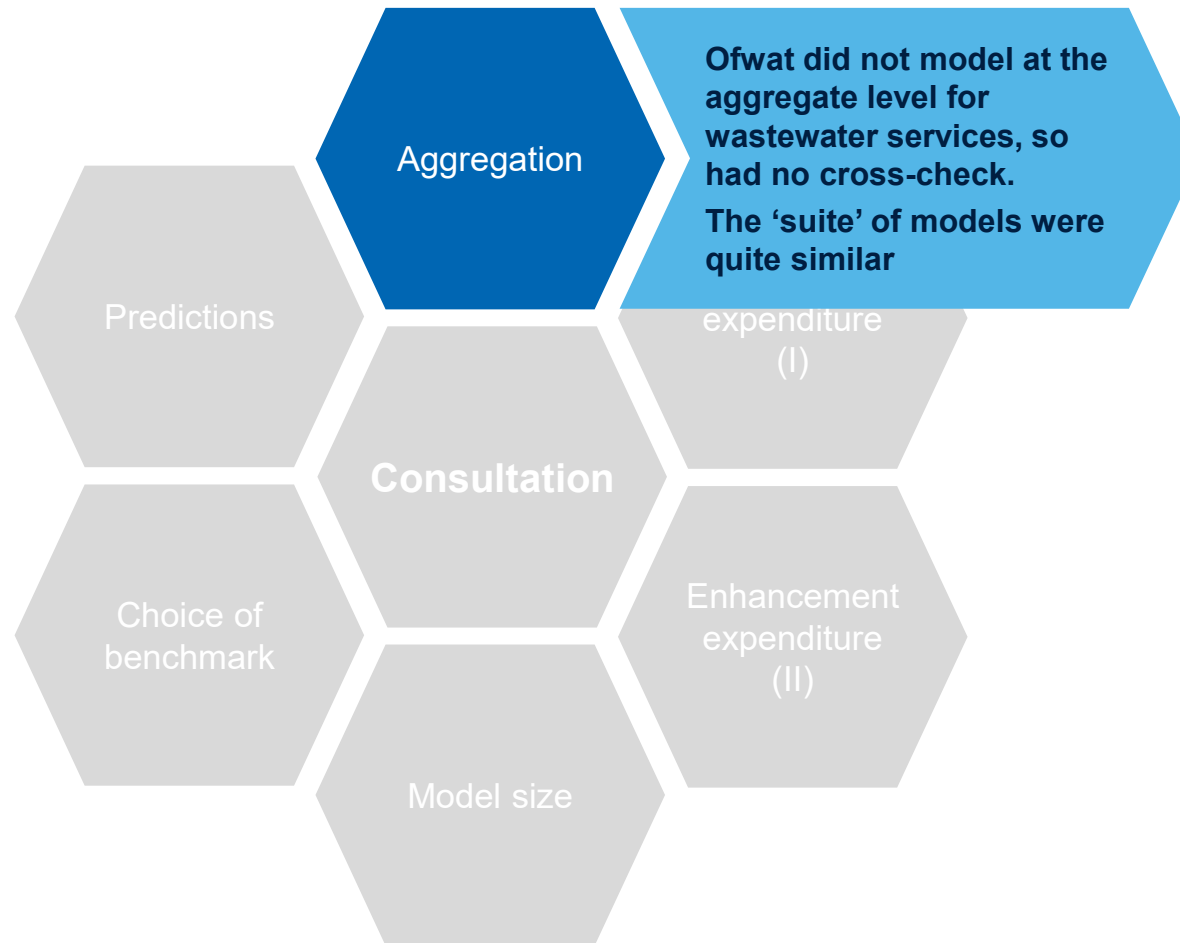 Aggregation
Ofwat did not model at the
aggregate level for
wastewater services, so
had no cross-check.
The ‘suite’ of models were
quite similar
Predictions
expenditure
(I)
Consultation
Choice of
benchmark
Enhancement
expenditure
(II)
Model size